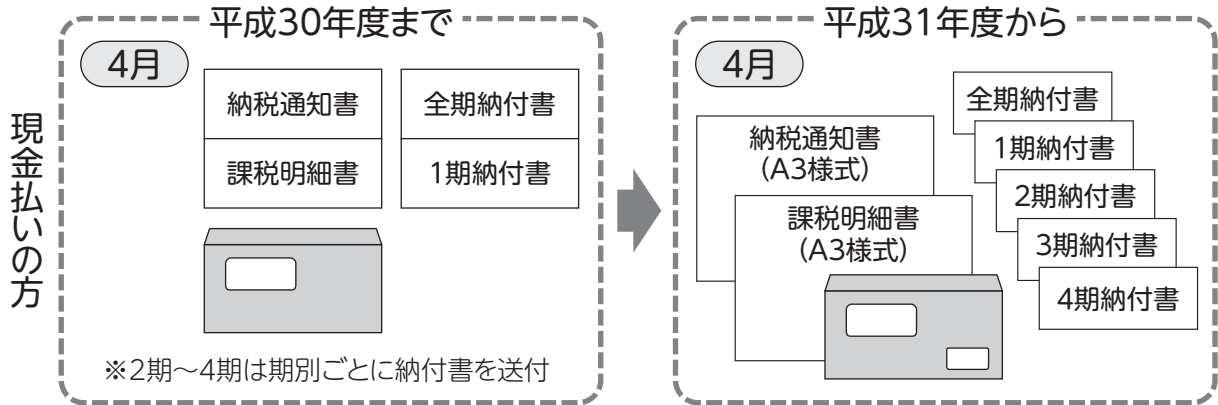 現金払いの方
平成30年度まで
4月
納税通知書
課税明細書
全期納付書
1期納付書
※2期～4期は期別ごとに納付書を送付
平成31年度から
4月
納税通知書
(A3様式)
課税明細書
(A3様式)
全期納付書
1期納付書
2期納付書
3期納付書
4期納付書